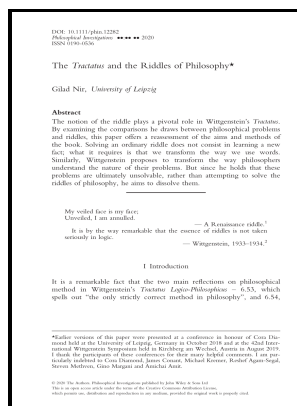 DOI: 10.1111/phin.12282
Philosophical Investigations •• •• •• 2020
ISSN 0190-0536
The Tractatus and the Riddles of Philosophy*
Gilad Nir, University of Leipzig
Abstract
The notion of the riddle plays a pivotal role in Wittgenstein's Tractatus.
By examining the comparisons he draws between philosophical problems
and riddles, this paper offers a reassessment of the aims and methods of
the book. Solving an ordinary riddle does not consist in learning a new
fact; what it requires is that we transform the way we use words.
Similarly, Wittgenstein proposes to transform the way philosophers
understand the nature of their problems. But since he holds that these
problems are ultimately unsolvable, rather than attempting to solve the
riddles of philosophy, he aims to dissolve them.
My veiled face is my face;
Unveiled, I am annulled.
— A Renaissance riddle.1
It is by the way remarkable that the essence of riddles is not taken
seriously in logic.
— Wittgenstein, 1933–1934.2
I Introduction
It is a remarkable fact that the two main reflections on philosophical
method in Wittgenstein's Tractatus Logico-Philosophicus – 6.53, which
spells out "the only strictly correct method in philosophy", and 6.54,
*Earlier versions of this paper were presented at a conference in honour of Cora Dia-
mond held at the University of Leipzig, Germany in October 2018 and at the 42nd Inter-
national Wittgenstein Symposium held in Kirchberg am Wechsel, Austria in August 2019.
I thank the participants of these conferences for their many helpful comments. I am par-
ticularly indebted to Cora Diamond, James Conant, Michael Kremer, Reshef Agam-Segal,
Steven Methven, Gino Margani and Amichai Amit.
© 2020 The Authors. Philosophical Investigations published by John Wiley & Sons Ltd
This is an open access article under the terms of the Creative Commons Attribution License,
which permits use, distribution and reproduction in any medium, provided the original work is properly cited.